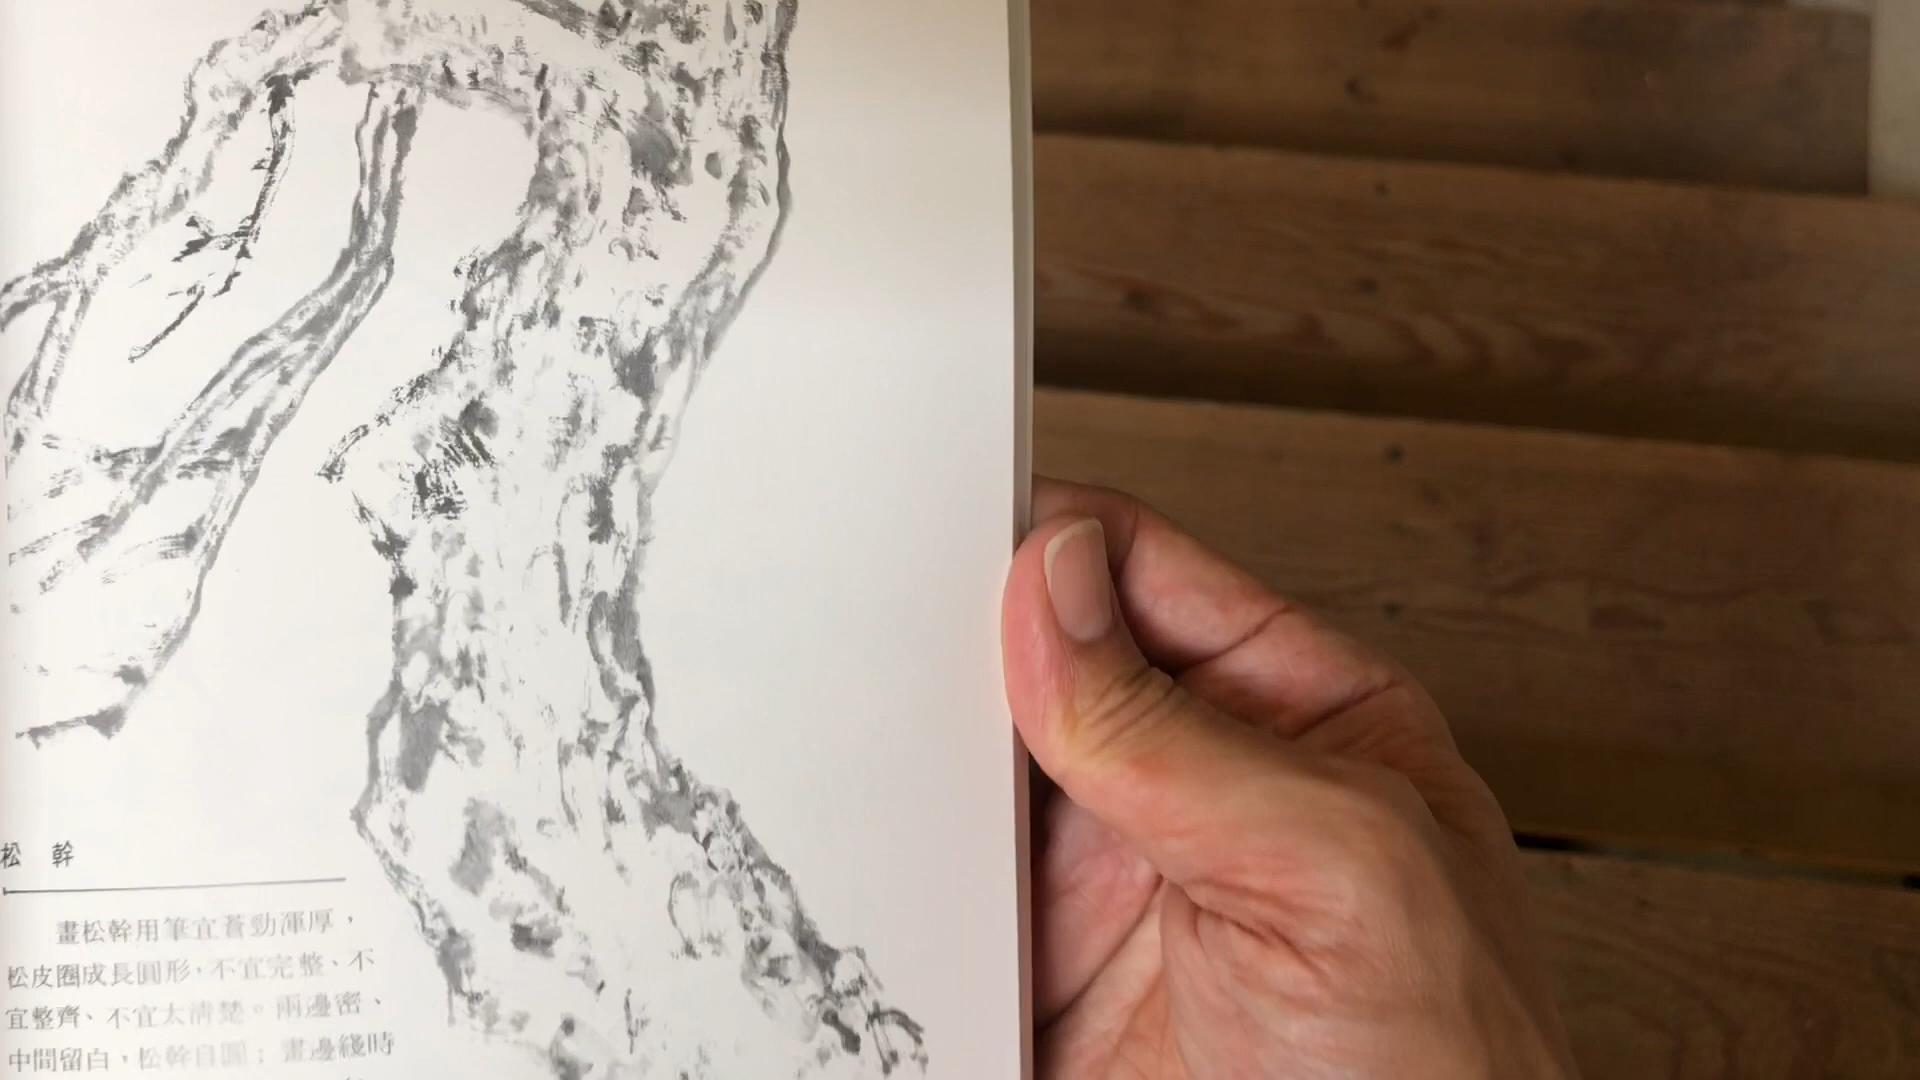 松 幹
畫松幹用筆宜蒼勁渾厚，
松皮圈成長圓形，不宜完整、不
宜整齊、不宜太清楚。兩邊密、
中間留白，松幹自圓；畫邊綫時